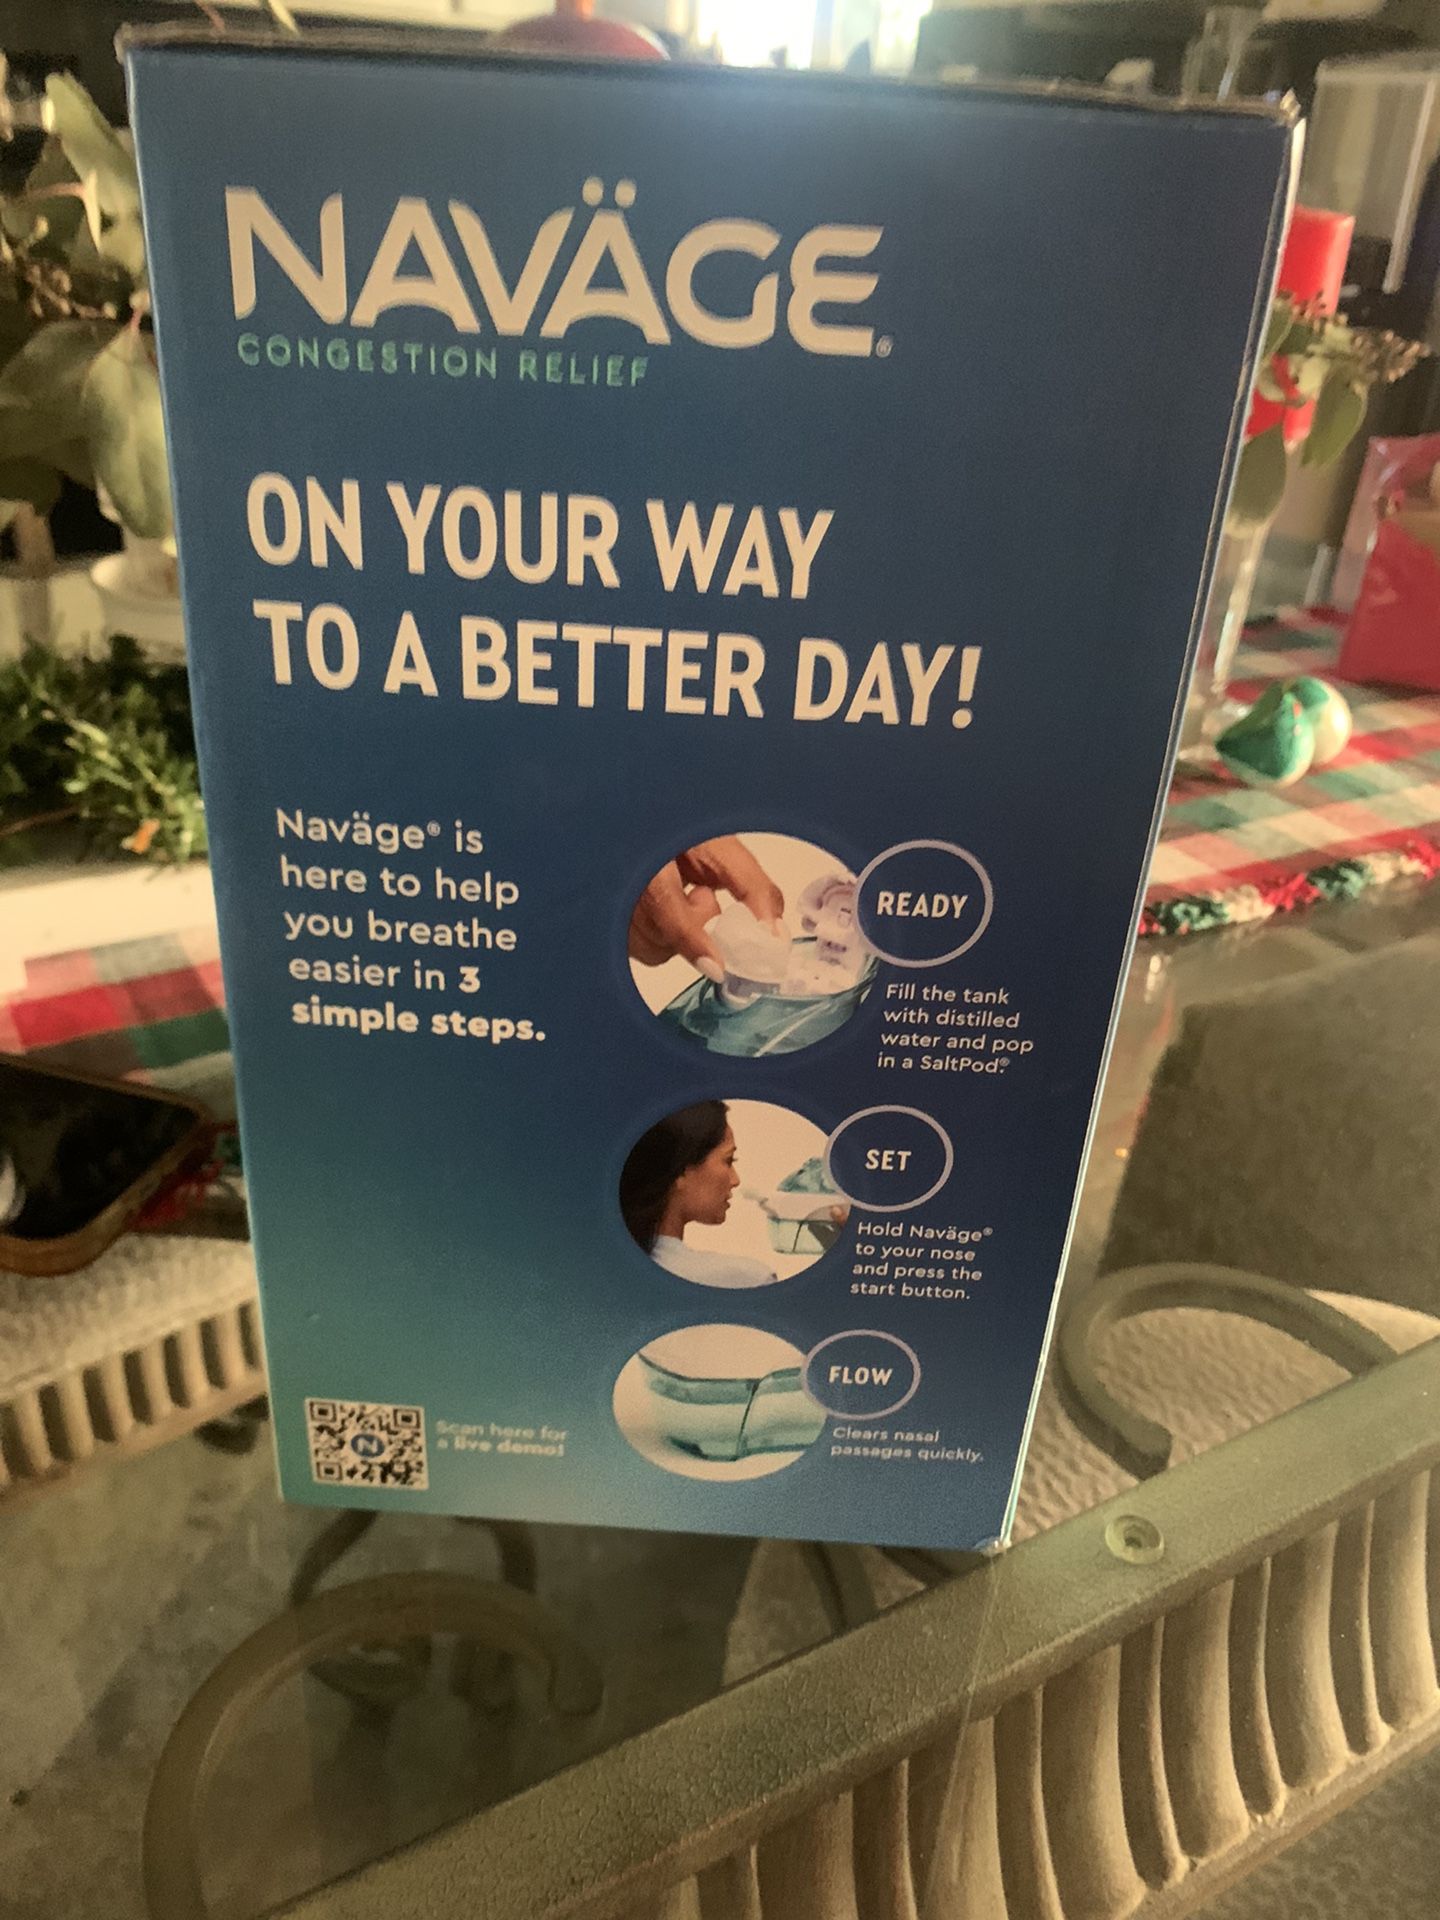 NAVÄGE®
CONGESTION RELIEF
ON YOUR WAY
TO A BETTER DAY!
Naväge® is
here to help
you breathe
easier in 3
simple steps.
READY
Fill the tank
with distilled
water and pop
in a SaltPod®.
SET
Hold Naväge®
to your nose
and press the
start button.
FLOW
Clears nasal
passages quickly.
N
Scan here for
a live demo!